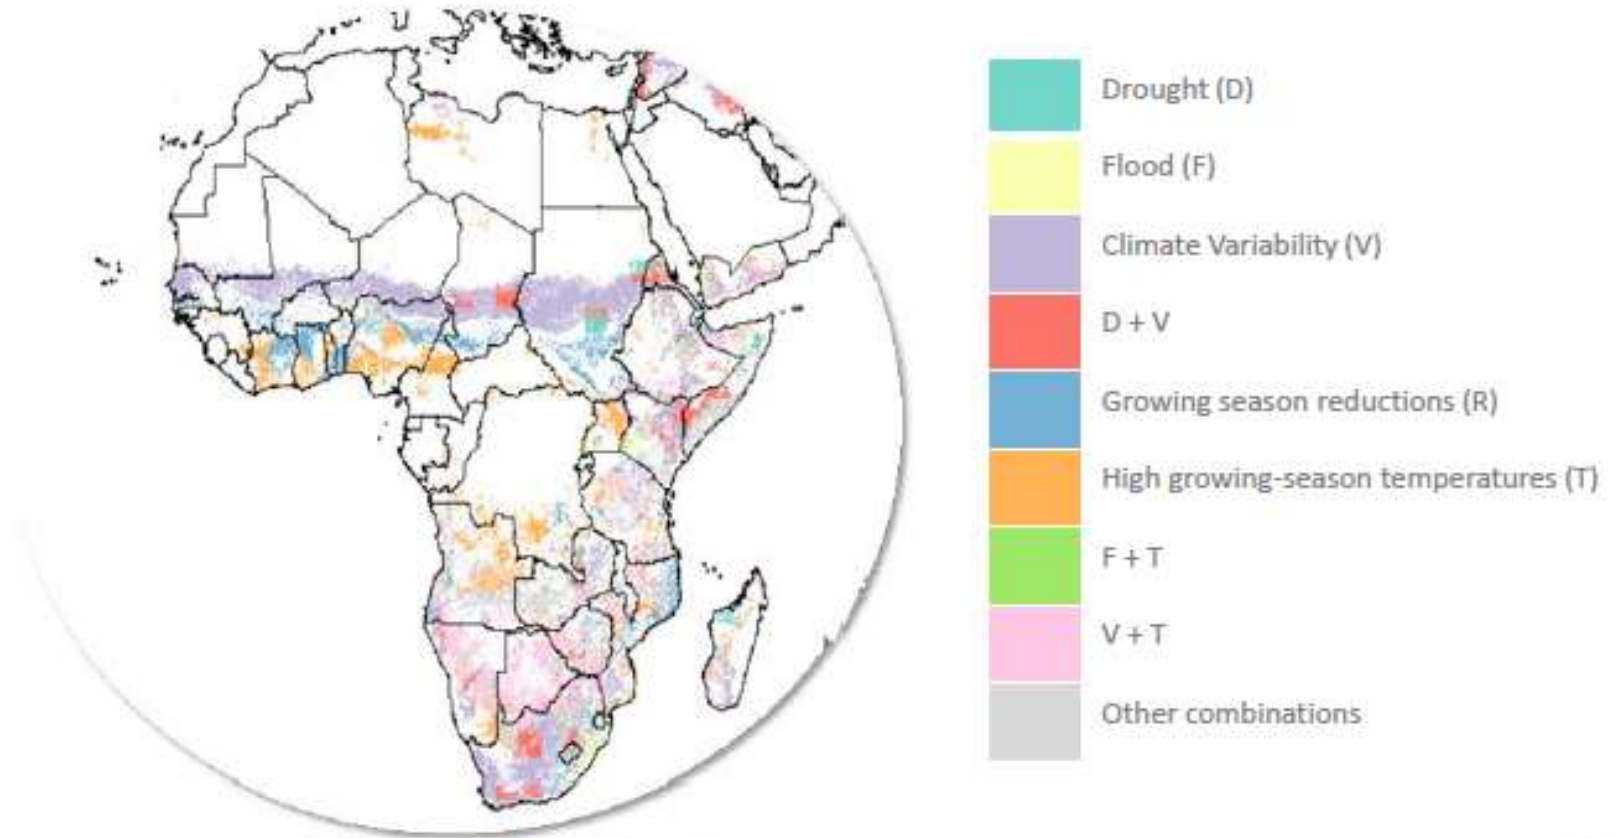 Drought (D)
Flood (F)
Climate Variability (V)
D + V
Growing season reductions (R)
High growing-season temperatures (T)
F + T
V + T
Other combinations